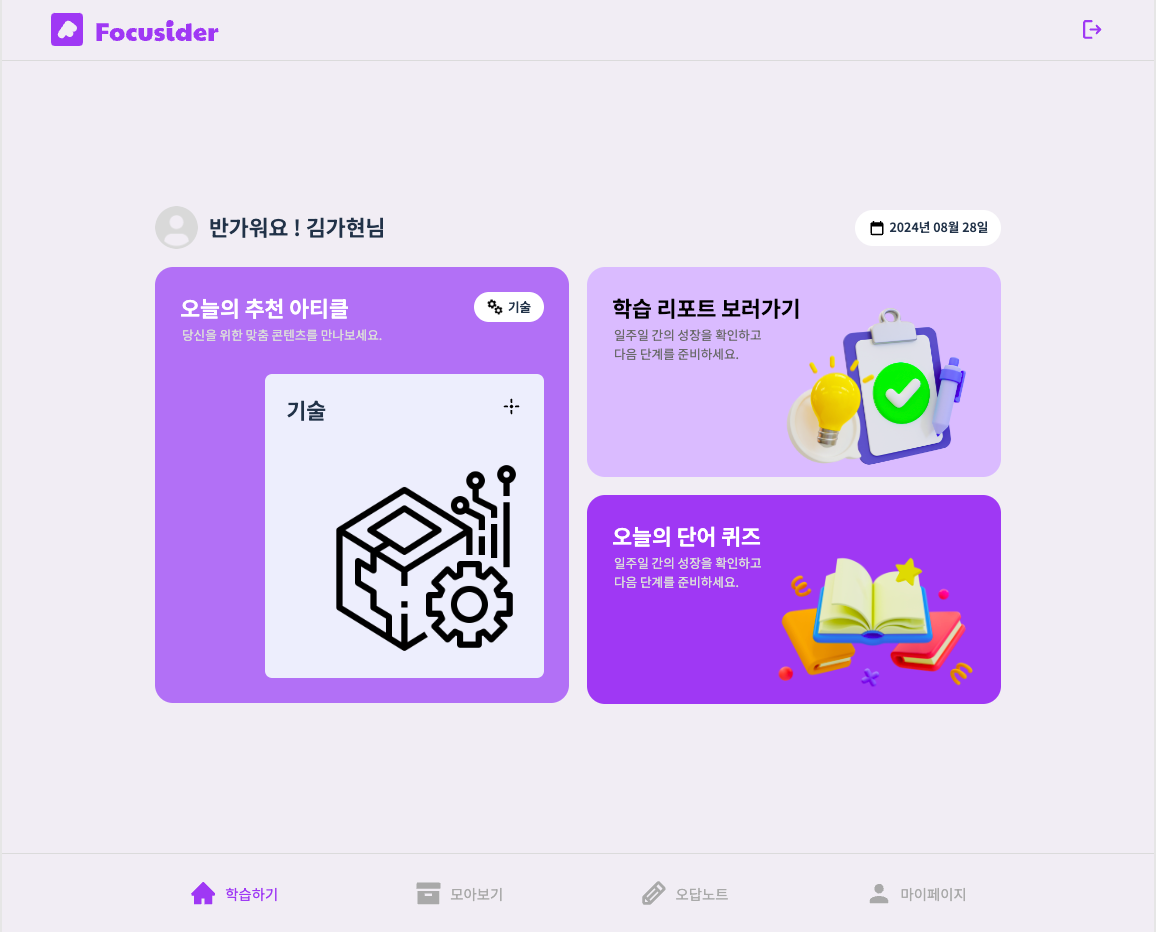 Focusider
반가워요 ! 김가현님
2024년 08월 28일
오늘의 추천 아티클
기술
당신을 위한 맞춤 콘텐츠를 만나보세요.
기술
학습 리포트 보러가기
일주일 간의 성장을 확인하고
다음 단계를 준비하세요.
오늘의 단어 퀴즈
일주일 간의 성장을 확인하고
다음 단계를 준비하세요.
학습하기
모아보기
오답노트
마이페이지